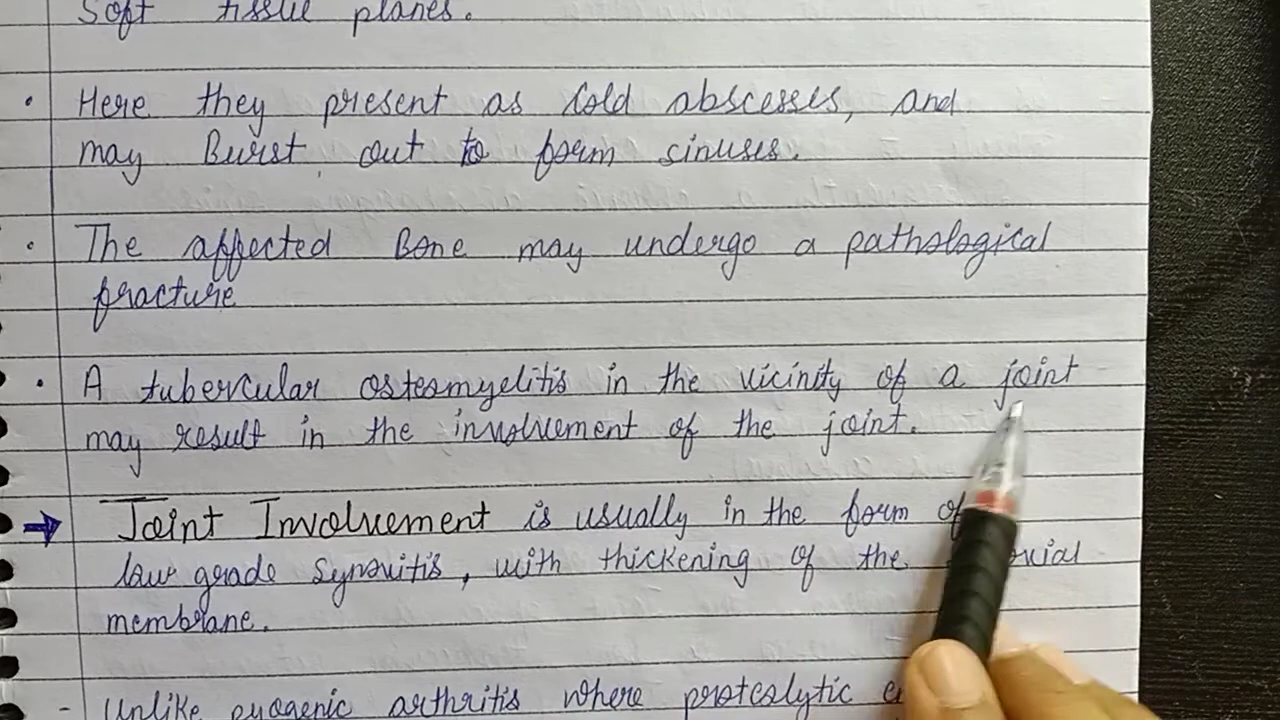 Soft tissue planes.
• Here they present as Cold abscesses, and
may Burst out to form sinuses.
• The affected Bone may undergo a pathological
fracture
• A tubercular osteomyelitis in the vicinity of a joint
may result in the involvement of the joint.
→ Joint Involvement is usually in the form of
low grade synovitis, with thickening of the
membrane.
- Unlike pyogenic arthritis where proteolytic